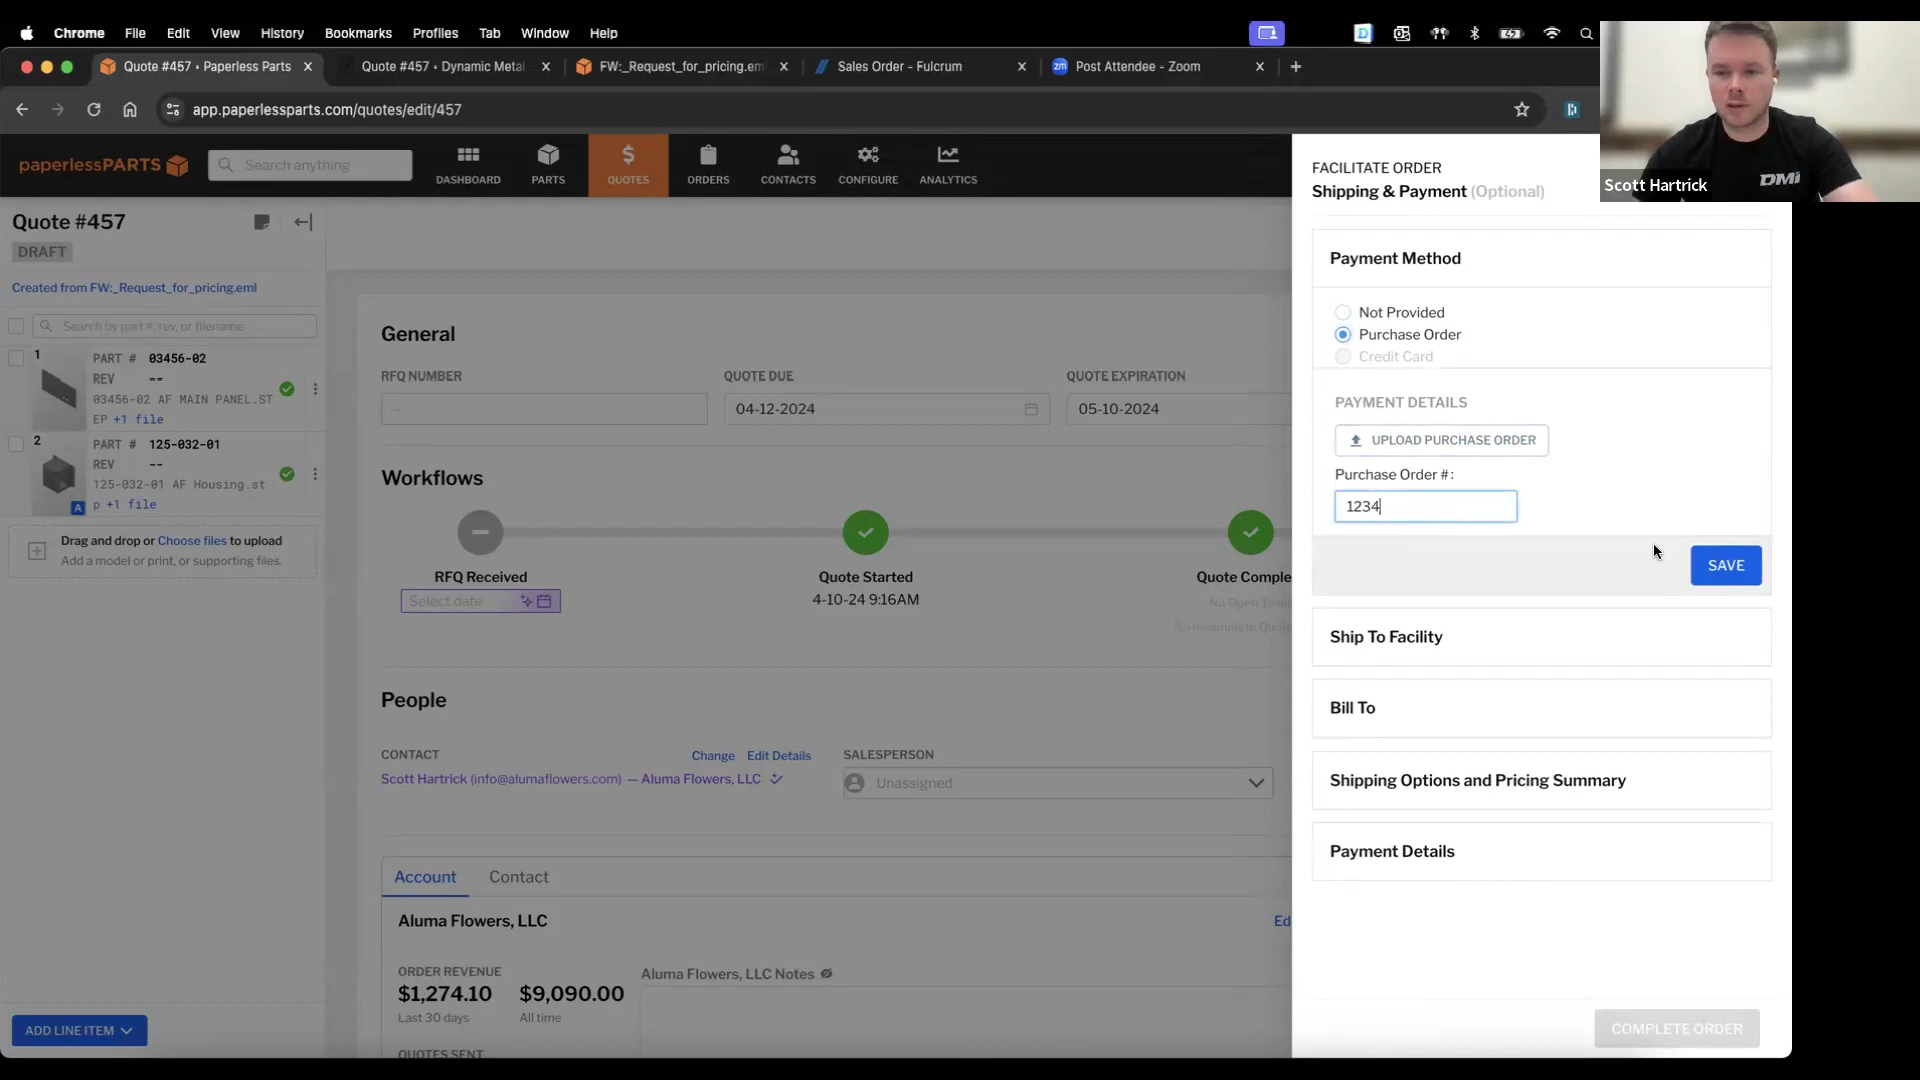 Chrome File Edit View History Bookmarks Profiles Tab Window Help
Quote #457 • Paperless Parts
Quote #457 • Dynamic Metal
FW:_Request_for_pricing.em
Sales Order - Fulcrum
zm Post Attendee - Zoom
app.paperlessparts.com/quotes/edit/457
paperlessPARTS
Search anything
DASHBOARD
PARTS
QUOTES
ORDERS
CONTACTS
CONFIGURE
ANALYTICS
Scott Hartrick
DMI
Quote #457
DRAFT
Created from FW:_Request_for_pricing.eml
Search by part #, rev, or filename
1
PART # 03456-02
REV --
03456-02 AF MAIN PANEL.ST
EP +1 file
2
PART # 125-032-01
REV --
125-032-01 AF Housing.st
A
p +1 file
Drag and drop or Choose files to upload
Add a model or print, or supporting files.
ADD LINE ITEM
General
RFQ NUMBER
QUOTE DUE
QUOTE EXPIRATION
--
04-12-2024
05-10-2024
Workflows
RFQ Received
Select date
Quote Started
4-10-24 9:16AM
Quote Comple
People
CONTACT
Change
Edit Details
Scott Hartrick (info@alumaflowers.com) — Aluma Flowers, LLC
SALESPERSON
Unassigned
Account
Contact
Aluma Flowers, LLC
Ed
ORDER REVENUE
$1,274.10
Last 30 days
$9,090.00
All time
Aluma Flowers, LLC Notes
QUOTES SENT
FACILITATE ORDER
Shipping & Payment (Optional)
Payment Method
Not Provided
Purchase Order
Credit Card
PAYMENT DETAILS
UPLOAD PURCHASE ORDER
Purchase Order #:
1234
SAVE
Ship To Facility
Bill To
Shipping Options and Pricing Summary
Payment Details
COMPLETE ORDER